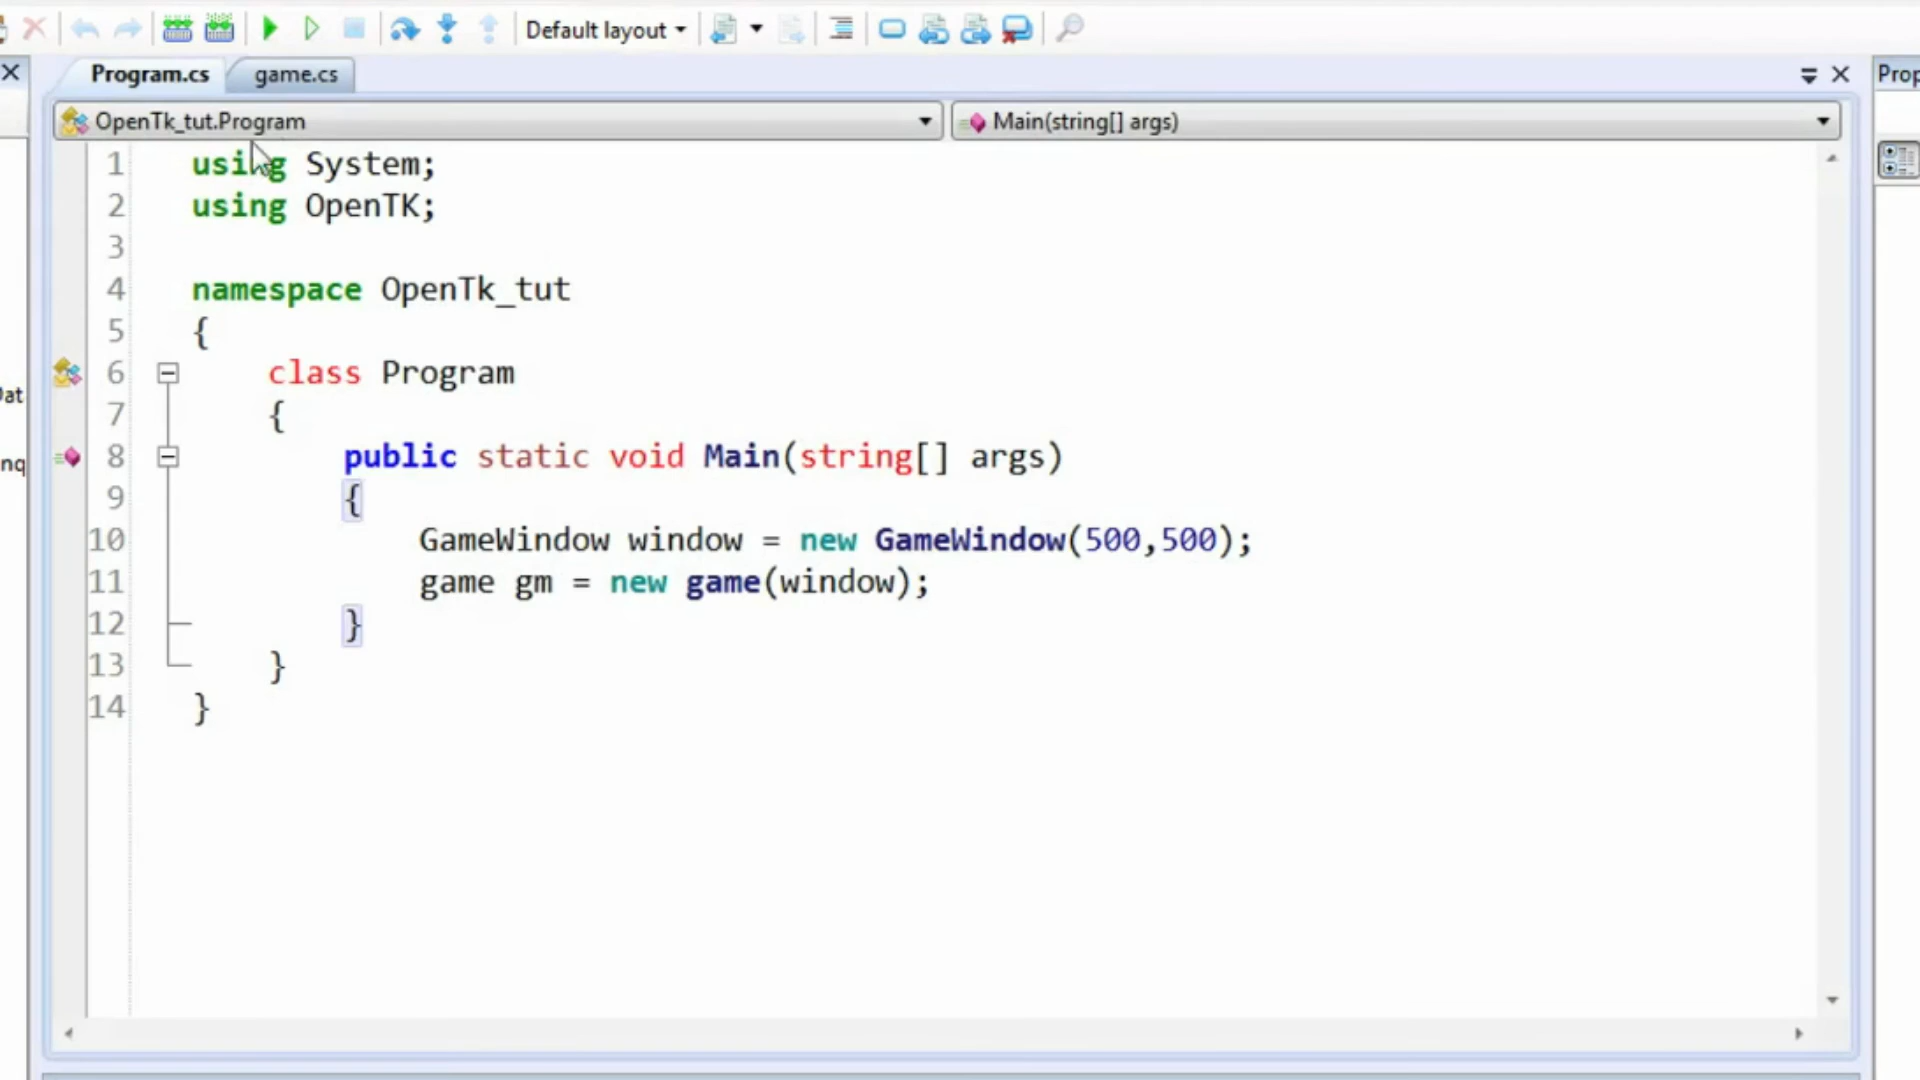 Default layout
Program.cs
game.cs
Prop
OpenTk_tut.Program
Main(string[] args)
1 using System;
2 using OpenTK;
3
4 namespace OpenTk_tut
5 {
6 class Program
7 {
8 public static void Main(string[] args)
9 {
10 GameWindow window = new GameWindow(500,500);
11 game gm = new game(window);
12 }
13 }
14 }
Dat
nq